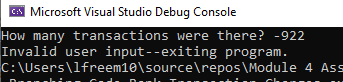 Microsoft Visual Studio Debug Console
How many transactions were there? -922
Invalid user input--exiting program.
C:\Users\lfreem10\source\repos\Module 4 Ass